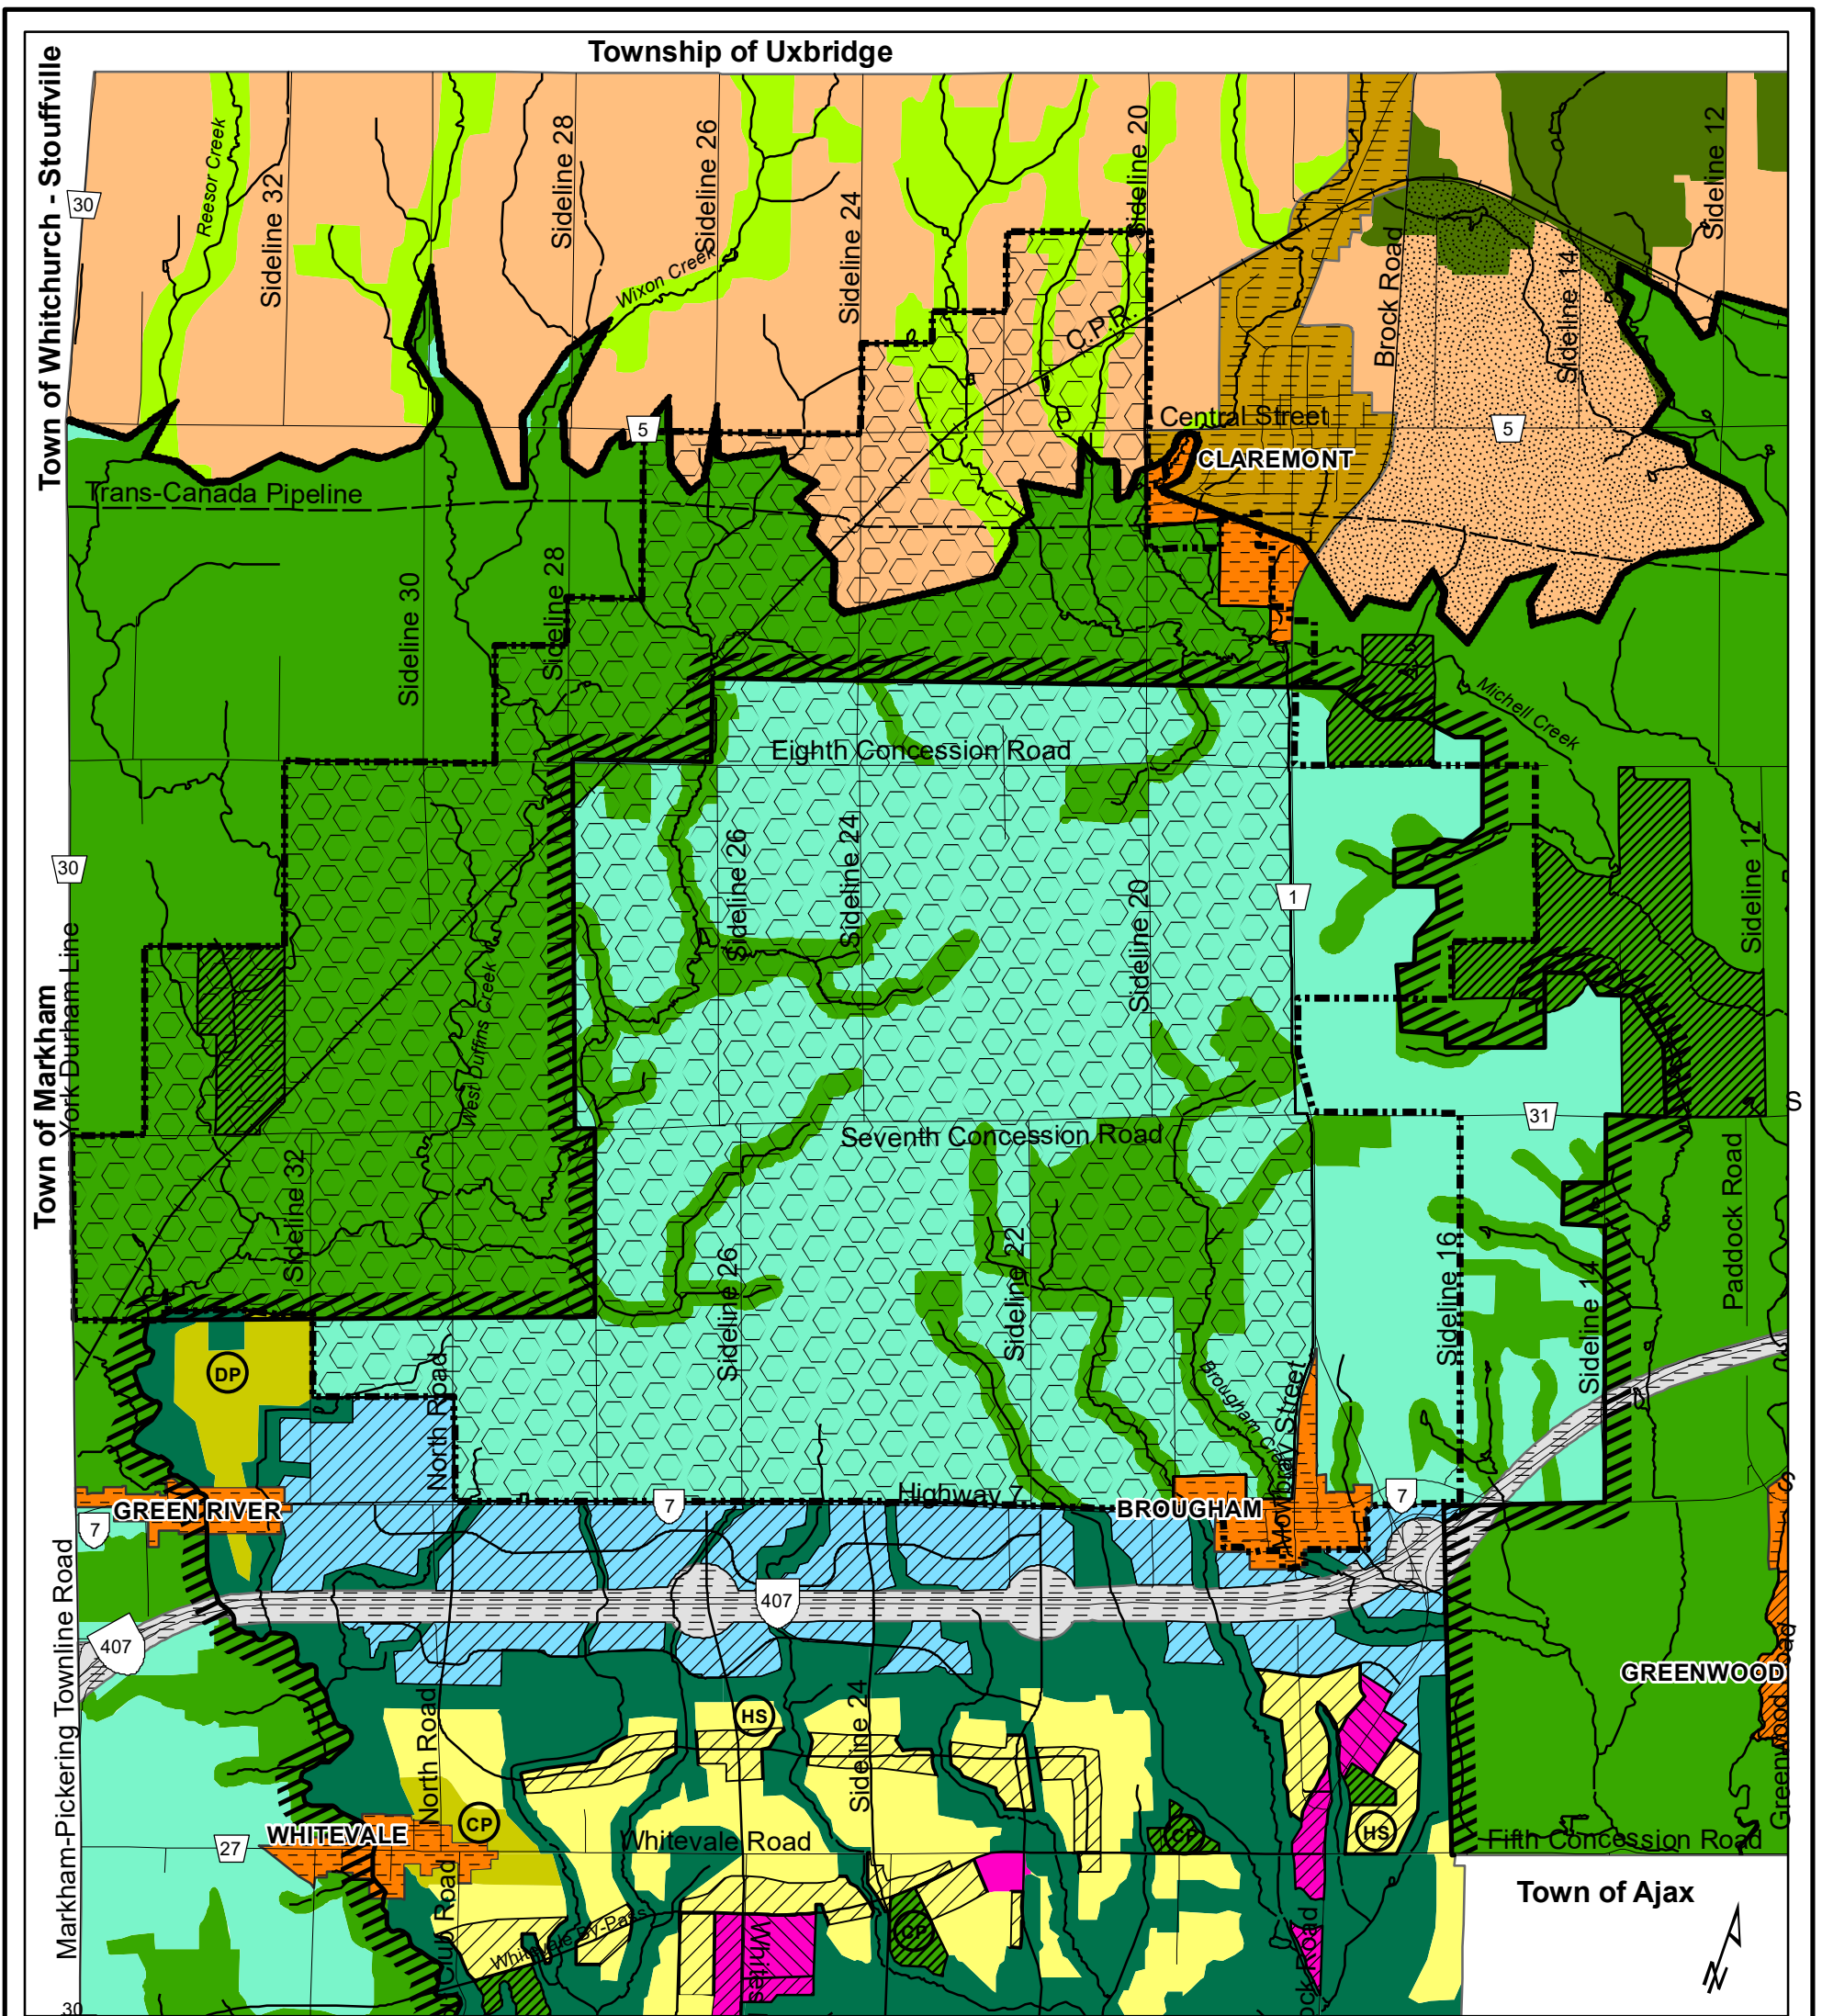 Township of Uxbridge
Town of Whitchurch - Stouffville
Reesor Creek
Sideline 32
Sideline 28
Sideline 26
Sideline 24
Sideline 20
Sideline 12
30
Wixon Creek
C.P.R.
Brock Road
Sideline 14
5
Central Street
5
CLAREMONT
Trans-Canada Pipeline
Sideline 30
Sideline 28
Michell Creek
Eighth Concession Road
30
Sideline 26
Sideline 24
Sideline 20
1
Sideline 12
Town of Markham
York Durham Line
West Duffins Creek
31
Seventh Concession Road
Sideline 32
Sideline 26
Sideline 22
Sideline 16
Sideline 14
Paddock Road
DP
North Road
Mowbray Street
Highway 7
7
7
GREEN RIVER
BROUGHAM
7
407
407
GREENWOOD
Greenwood Road
Markham-Pickering Townline Road
North Road
HS
Sideline 24
CP
WHITEVALE
27
Whitevale Road
CP
HS
Fifth Concession Road
Town of Ajax
Whitevale By-Pass
CP
N
30